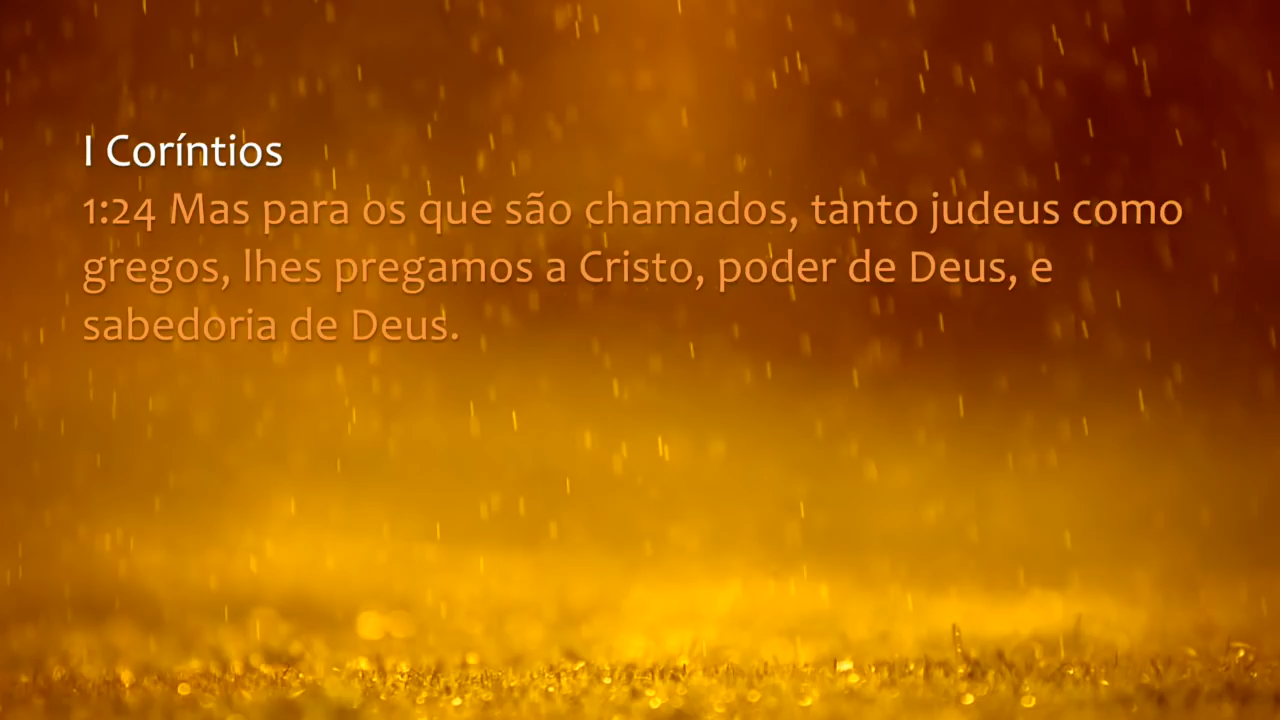 I Coríntios
1:24 Mas para os que são chamados, tanto judeus como
gregos, lhes pregamos a Cristo, poder de Deus, e
sabedoria de Deus.